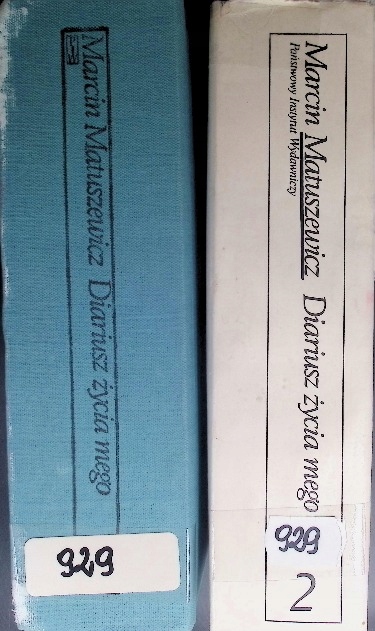 Marcin Matuszewicz Diariusz życia mego
929
Marcin Matuszewicz Diariusz życia mego
Państwowy Instytut Wydawniczy
929
2